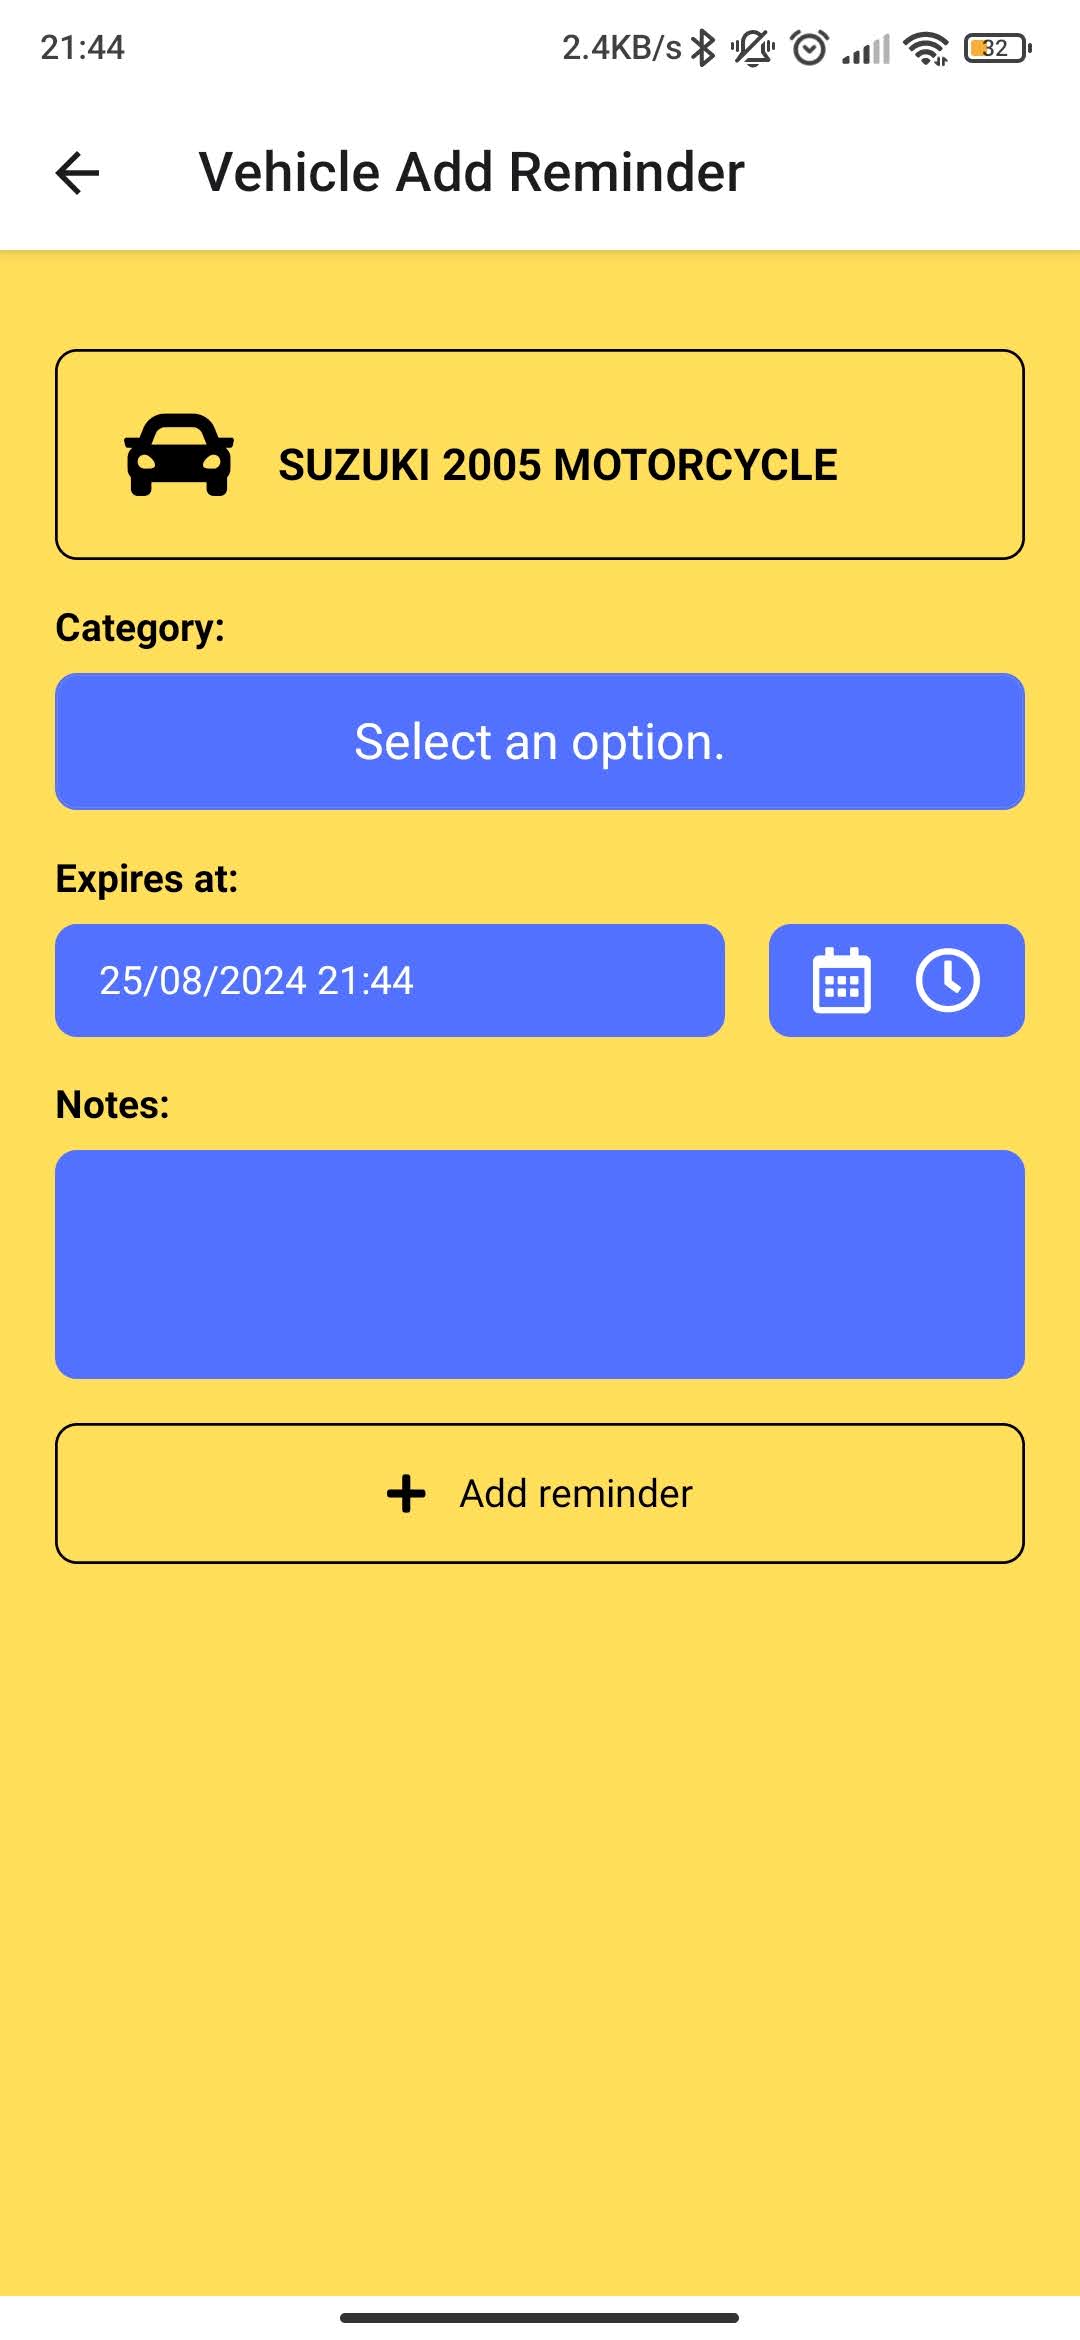 21:44
2.4KB/s
32
Vehicle Add Reminder
SUZUKI 2005 MOTORCYCLE
Category:
Select an option.
Expires at:
25/08/2024 21:44
Notes:
Add reminder